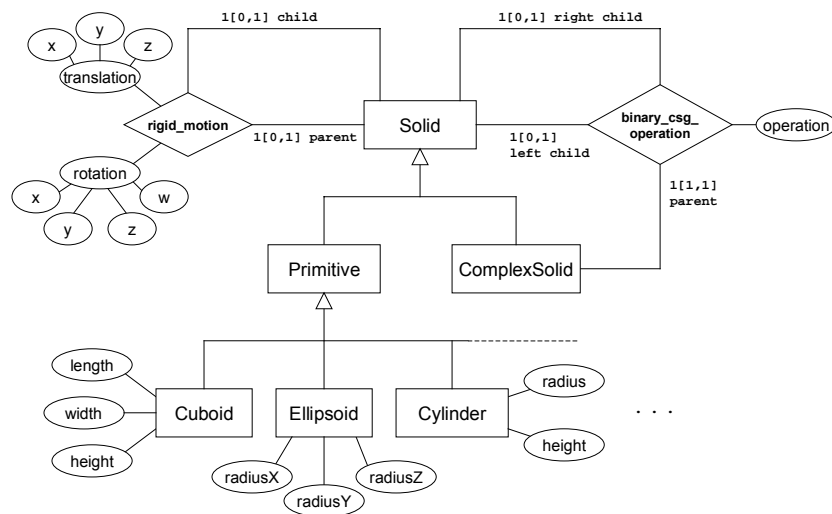 1[0,1] child
1[0,1] right child
x
y
z
translation
rigid_motion
1[0,1] parent
Solid
1[0,1]
left child
binary_csg_
operation
operation
rotation
x
y
z
w
1[1,1]
parent
Primitive
ComplexSolid
length
width
height
Cuboid
Ellipsoid
Cylinder
radius
height
. . .
radiusX
radiusY
radiusZ